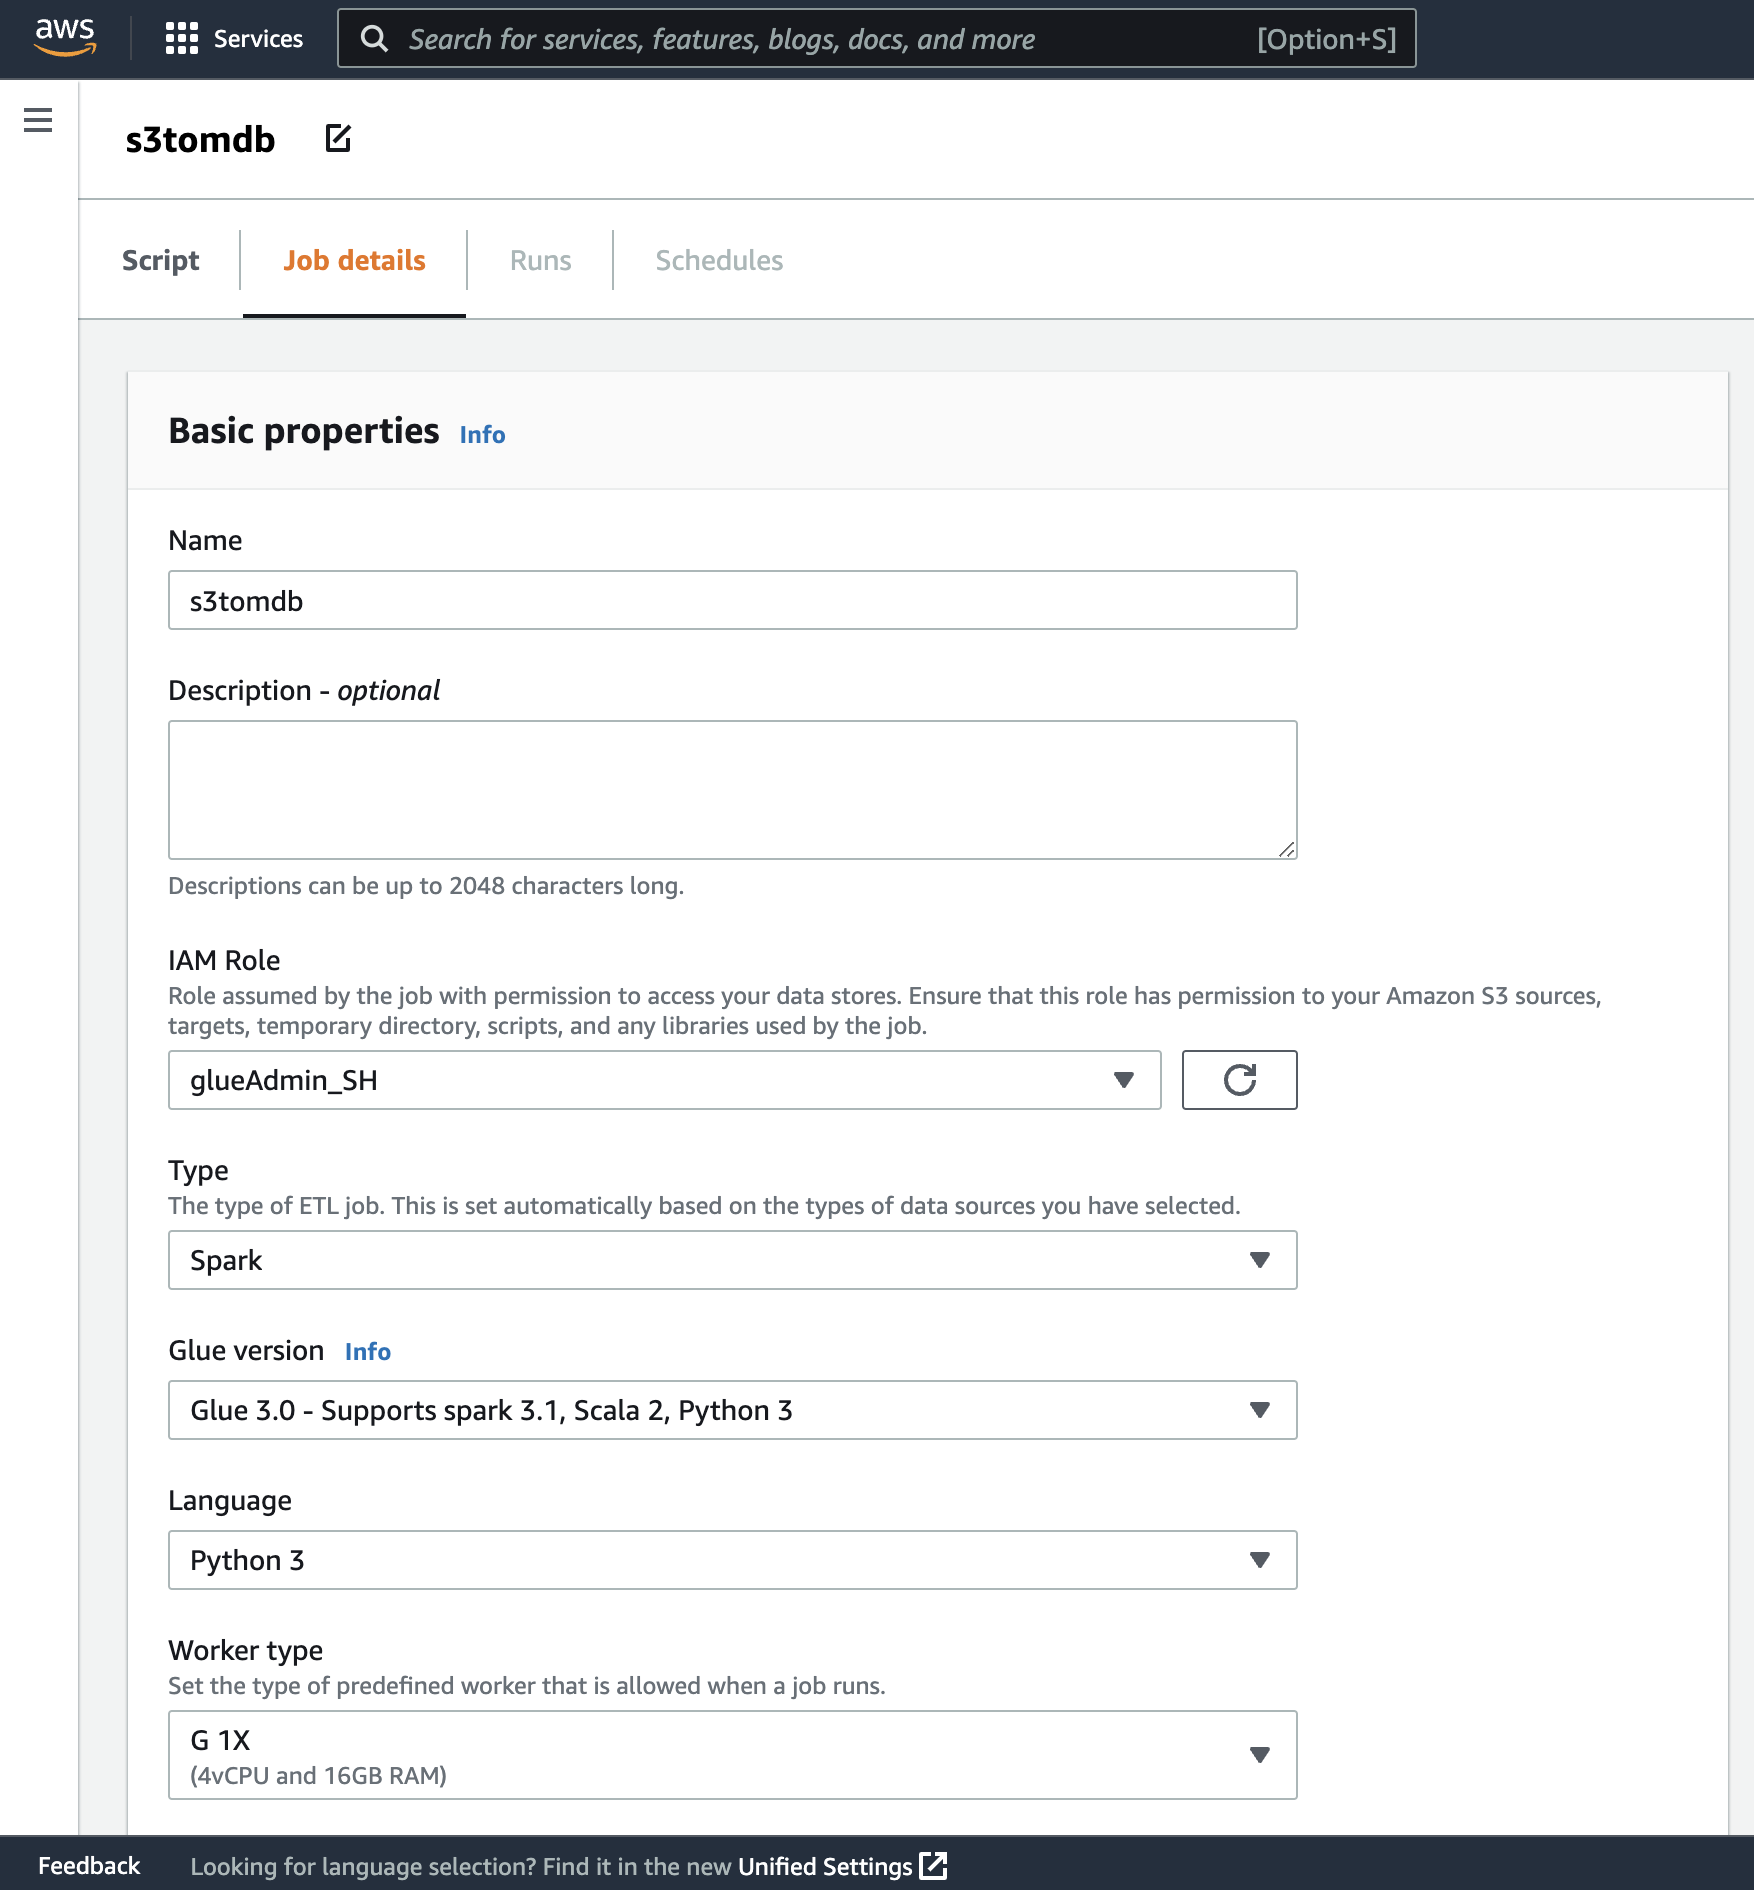 aws
Services
Search for services, features, blogs, docs, and more
[Option+S]
s3tomdb
Script
Job details
Runs
Schedules
Basic properties Info
Name
s3tomdb
Description - optional
Descriptions can be up to 2048 characters long.
IAM Role
Role assumed by the job with permission to access your data stores. Ensure that this role has permission to your Amazon S3 sources,
targets, temporary directory, scripts, and any libraries used by the job.
glueAdmin_SH
Type
The type of ETL job. This is set automatically based on the types of data sources you have selected.
Spark
Glue version Info
Glue 3.0 - Supports spark 3.1, Scala 2, Python 3
Language
Python 3
Worker type
Set the type of predefined worker that is allowed when a job runs.
G 1X
(4vCPU and 16GB RAM)
Feedback
Looking for language selection? Find it in the new Unified Settings